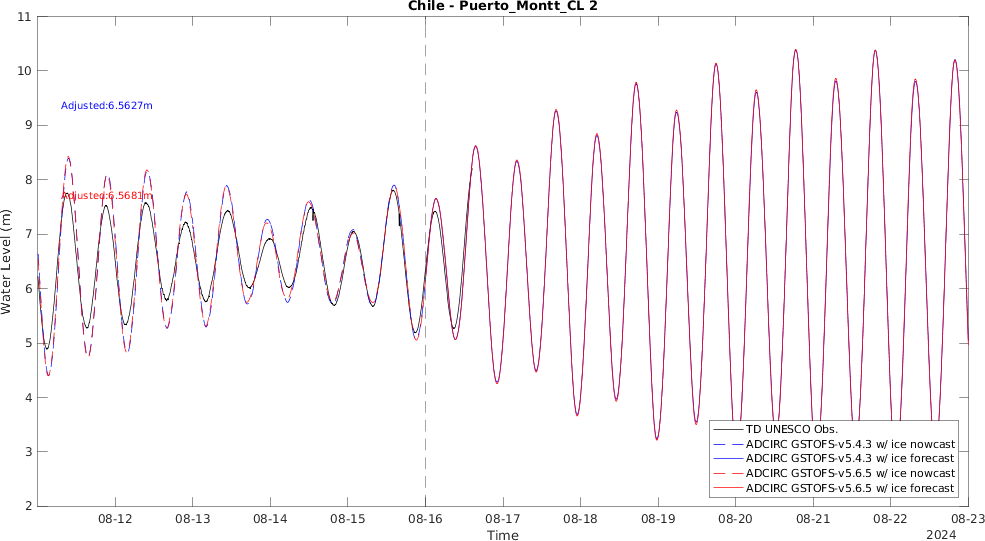 Chile - Puerto_Montt_CL 2
11
10
9
8
7
6
5
4
3
2
Water Level (m)
Adjusted:6.5627m
Adjusted:6.5681m
TD UNESCO Obs.
ADCIRC GSTOFS-v5.4.3 w/ ice nowcast
ADCIRC GSTOFS-v5.4.3 w/ ice forecast
ADCIRC GSTOFS-v5.6.5 w/ ice nowcast
ADCIRC GSTOFS-v5.6.5 w/ ice forecast
08-12 08-13 08-14 08-15 08-16 08-17 08-18 08-19 08-20 08-21 08-22 08-23
Time
2024